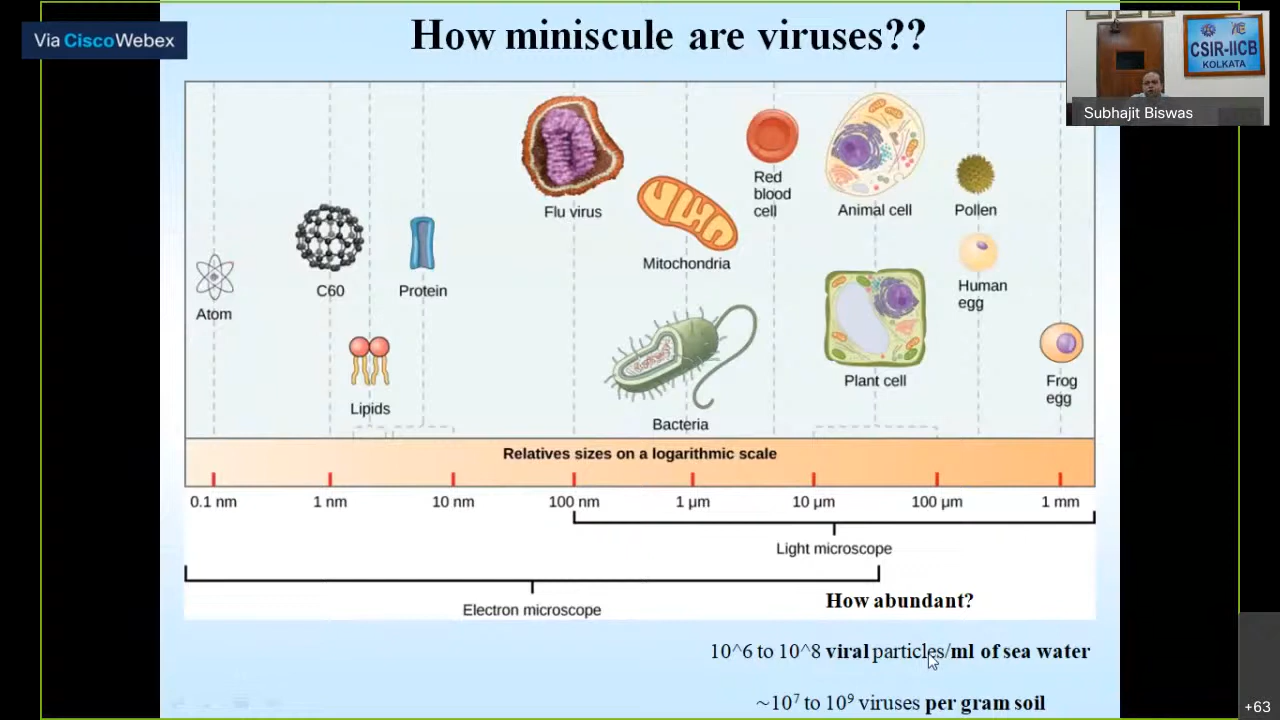 Via Cisco Webex
How miniscule are viruses??
CSIR-IICB
KOLKATA
Subhajit Biswas
Flu virus
Red
blood
cell
Animal cell
Pollen
Mitochondria
C60
Protein
Human
egg
Atom
Lipids
Plant cell
Frog
egg
Bacteria
Relatives sizes on a logarithmic scale
0.1 nm
1 nm
10 nm
100 nm
1 μm
10 μm
100 μm
1 mm
Light microscope
Electron microscope
How abundant?
10^6 to 10^8 viral particles/ml of sea water
~10⁷ to 10⁹ viruses per gram soil
+63